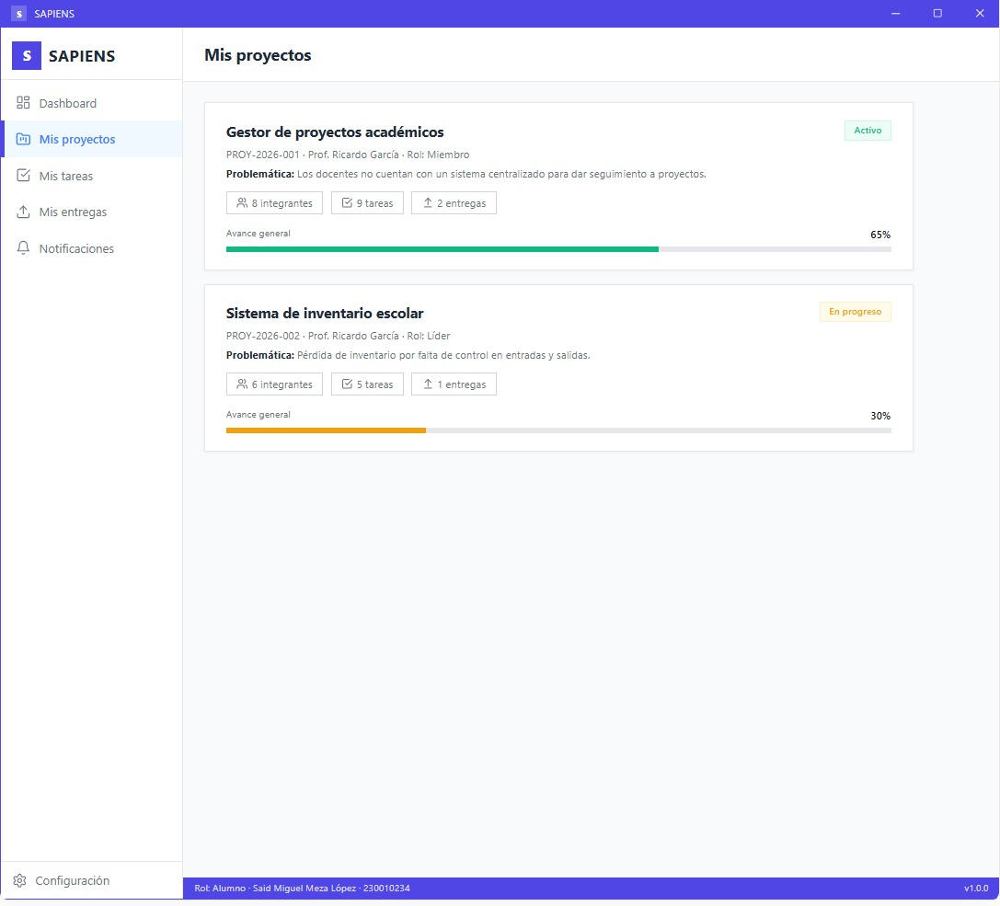 S SAPIENS
S SAPIENS
Mis proyectos
Dashboard
Mis proyectos
Mis tareas
Mis entregas
Notificaciones
Gestor de proyectos académicos
Activo
PROY-2026-001 · Prof. Ricardo García · Rol: Miembro
Problemática: Los docentes no cuentan con un sistema centralizado para dar seguimiento a proyectos.
8 integrantes 9 tareas 2 entregas
Avance general 65%
Sistema de inventario escolar
En progreso
PROY-2026-002 · Prof. Ricardo García · Rol: Líder
Problemática: Pérdida de inventario por falta de control en entradas y salidas.
6 integrantes 5 tareas 1 entregas
Avance general 30%
Configuración
Rol: Alumno · Said Miguel Meza López · 230010234 v1.0.0